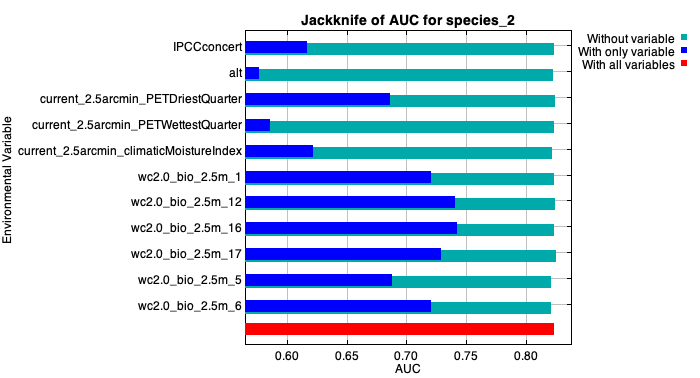 Jackknife of AUC for species_2
Without variable
With only variable
With all variables
Environmental Variable
IPCCconcert
alt
current_2.5arcmin_PETDriestQuarter
current_2.5arcmin_PETWettestQuarter
current_2.5arcmin_climaticMoistureIndex
wc2.0_bio_2.5m_1
wc2.0_bio_2.5m_12
wc2.0_bio_2.5m_16
wc2.0_bio_2.5m_17
wc2.0_bio_2.5m_5
wc2.0_bio_2.5m_6
0.60 0.65 0.70 0.75 0.80
AUC